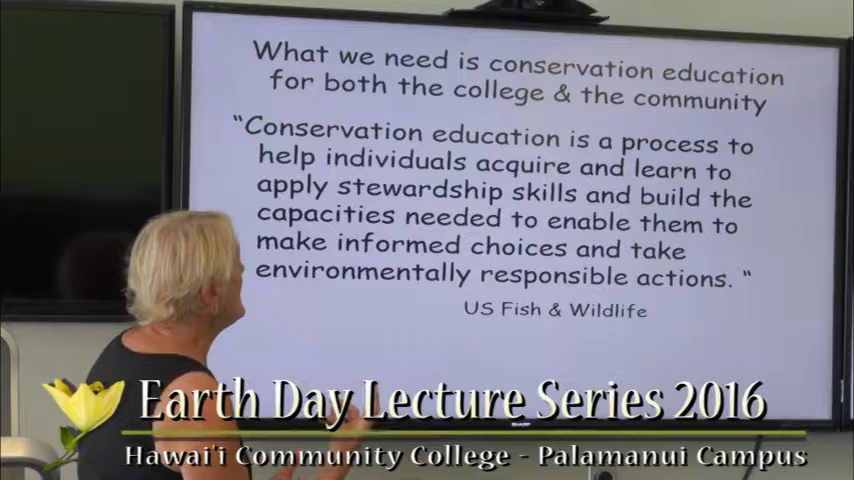 What we need is conservation education
for both the college & the community
"Conservation education is a process to
help individuals acquire and learn to
apply stewardship skills and build the
capacities needed to enable them to
make informed choices and take
environmentally responsible actions. "
US Fish & Wildlife
Earth Day Lecture Series 2016
SHARP
Hawai'i Community College - Palamanui Campus